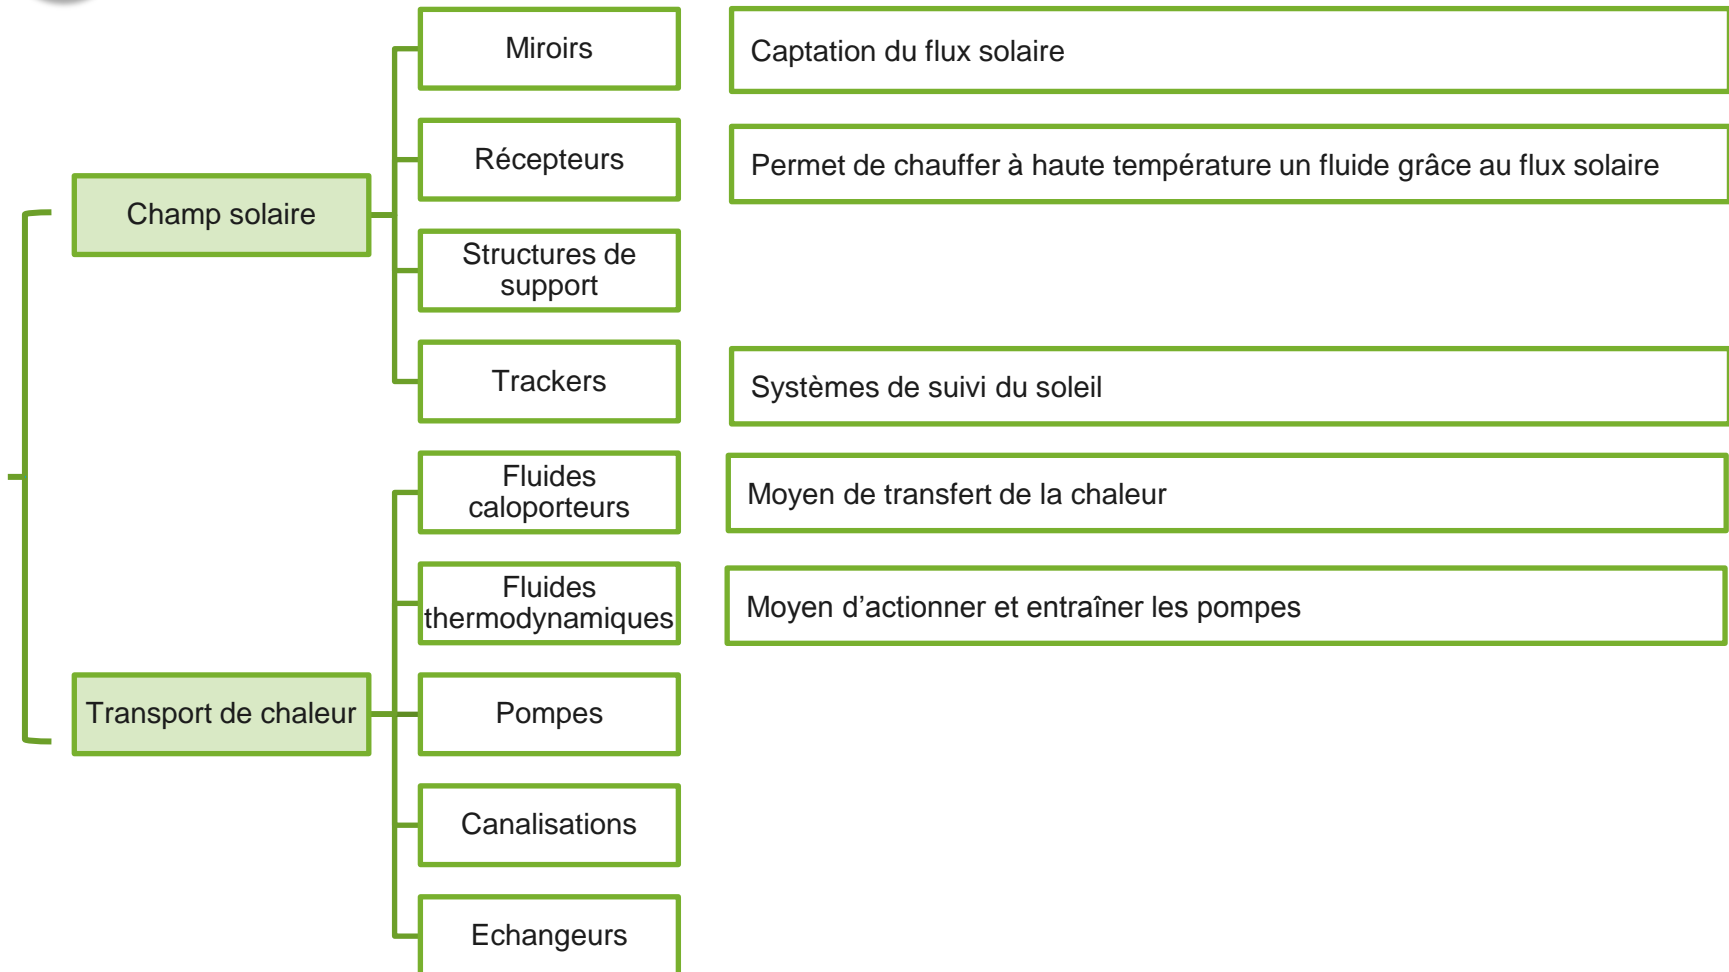 Miroirs
Captation du flux solaire
Récepteurs
Permet de chauffer à haute température un fluide grâce au flux solaire
Champ solaire
Structures de
support
Trackers
Systèmes de suivi du soleil
Fluides
caloporteurs
Moyen de transfert de la chaleur
Fluides
thermodynamiques
Moyen d’actionner et entraîner les pompes
Transport de chaleur
Pompes
Canalisations
Echangeurs